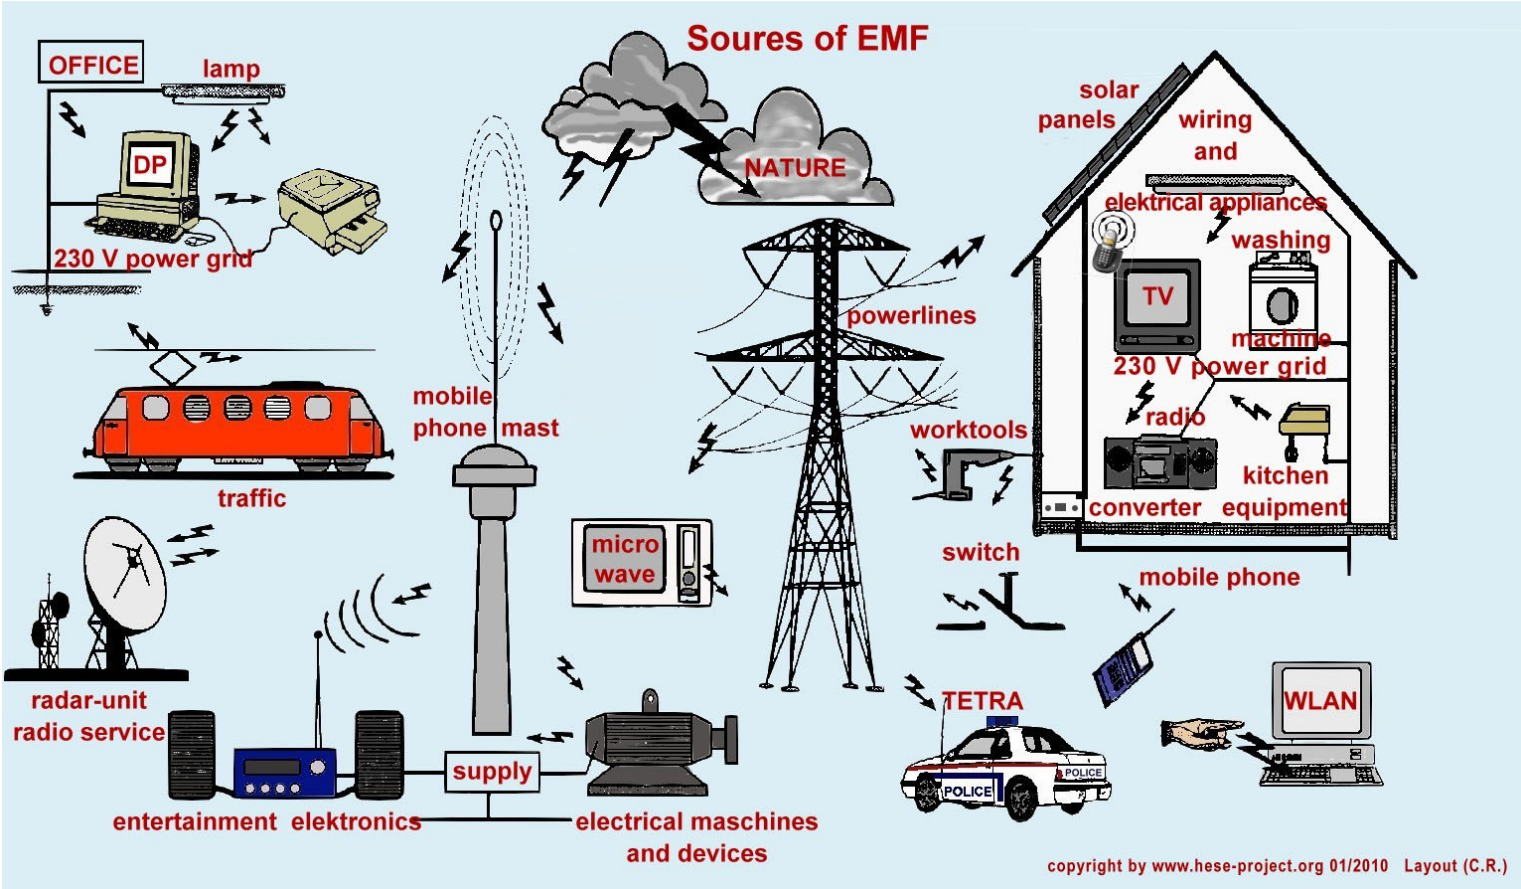 Soures of EMF
OFFICE
lamp
DP
230 V power grid
NATURE
solar
panels
wiring
and
elektrical appliances
washing
machine
TV
230 V power grid
radio
kitchen
equipment
converter
powerlines
worktools
mobile
phone mast
traffic
micro
wave
switch
mobile phone
radar-unit
radio service
TETRA
POLICE
POLICE
WLAN
supply
entertainment elektronics
electrical maschines
and devices
copyright by www.hese-project.org 01/2010 Layout (C.R.)